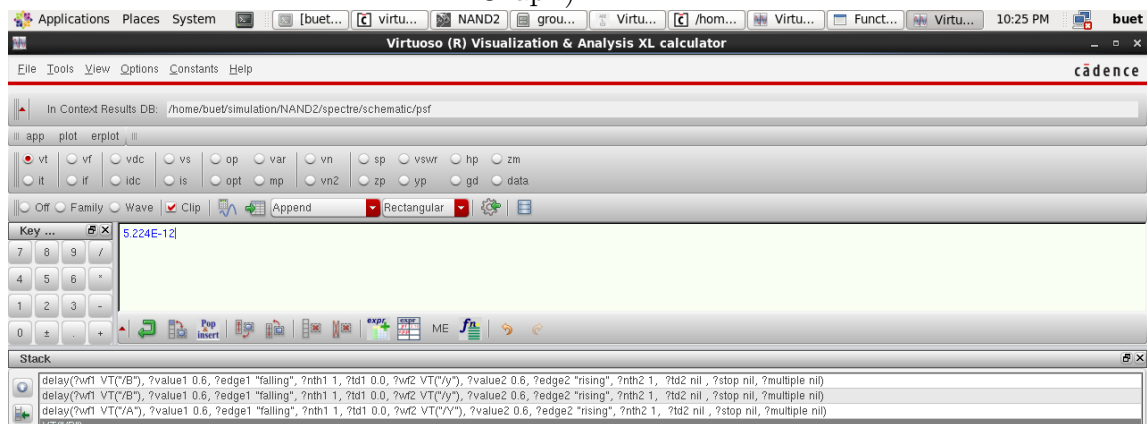 Applications Places System [buet... virtu... NAND2 grou... Virtu... [/hom... Virtu... Funct... Virtu... 10:25 PM buet
Virtuoso (R) Visualization & Analysis XL calculator
File Tools View Options Constants Help cādence
In Context Results DB: /home/buet/simulation/NAND2/spectre/schematic/psf
app plot erplot
vt vf vdc vs op var vn sp vswr hp zm
it if idc is opt mp vn2 zp yp gd data
Off Family Wave Clip Append Rectangular
Key ... 5.224E-12
7 8 9 /
4 5 6 *
1 2 3 -
0 ± . + Pop insert expr expr ME fn
Stack
delay(?wf1 VT("/B"), ?value1 0.6, ?edge1 "falling", ?nth1 1, ?td1 0.0, ?wf2 VT("/y"), ?value2 0.6, ?edge2 "rising", ?nth2 1, ?td2 nil , ?stop nil, ?multiple nil)
delay(?wf1 VT("/B"), ?value1 0.6, ?edge1 "falling", ?nth1 1, ?td1 0.0, ?wf2 VT("/y"), ?value2 0.6, ?edge2 "rising", ?nth2 1, ?td2 nil , ?stop nil, ?multiple nil)
delay(?wf1 VT("/A"), ?value1 0.6, ?edge1 "falling", ?nth1 1, ?td1 0.0, ?wf2 VT("/Y"), ?value2 0.6, ?edge2 "rising", ?nth2 1, ?td2 nil , ?stop nil, ?multiple nil)